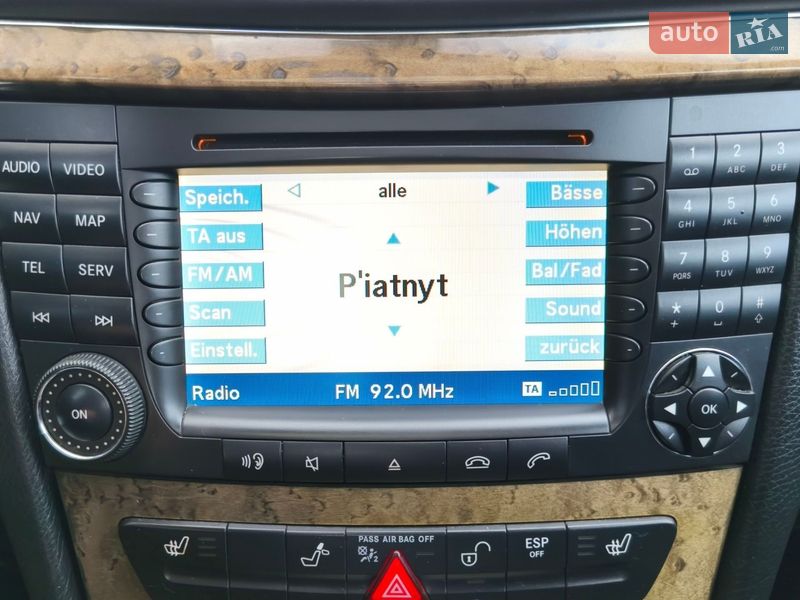 auto RIA .com
AUDIO VIDEO
NAV MAP
TEL SERV
ON
Speich. alle Bässe
TA aus Höhen
FM/AM P'iatnyt Bal/Fad
Scan Sound
Einstell. zurück
Radio FM 92.0 MHz TA
1 2 ABC 3 DEF
4 GHI 5 JKL 6 MNO
7 PQRS 8 TUV 9 WXYZ
* + 0 #
OK
PASS AIR BAG OFF
2
ESP OFF